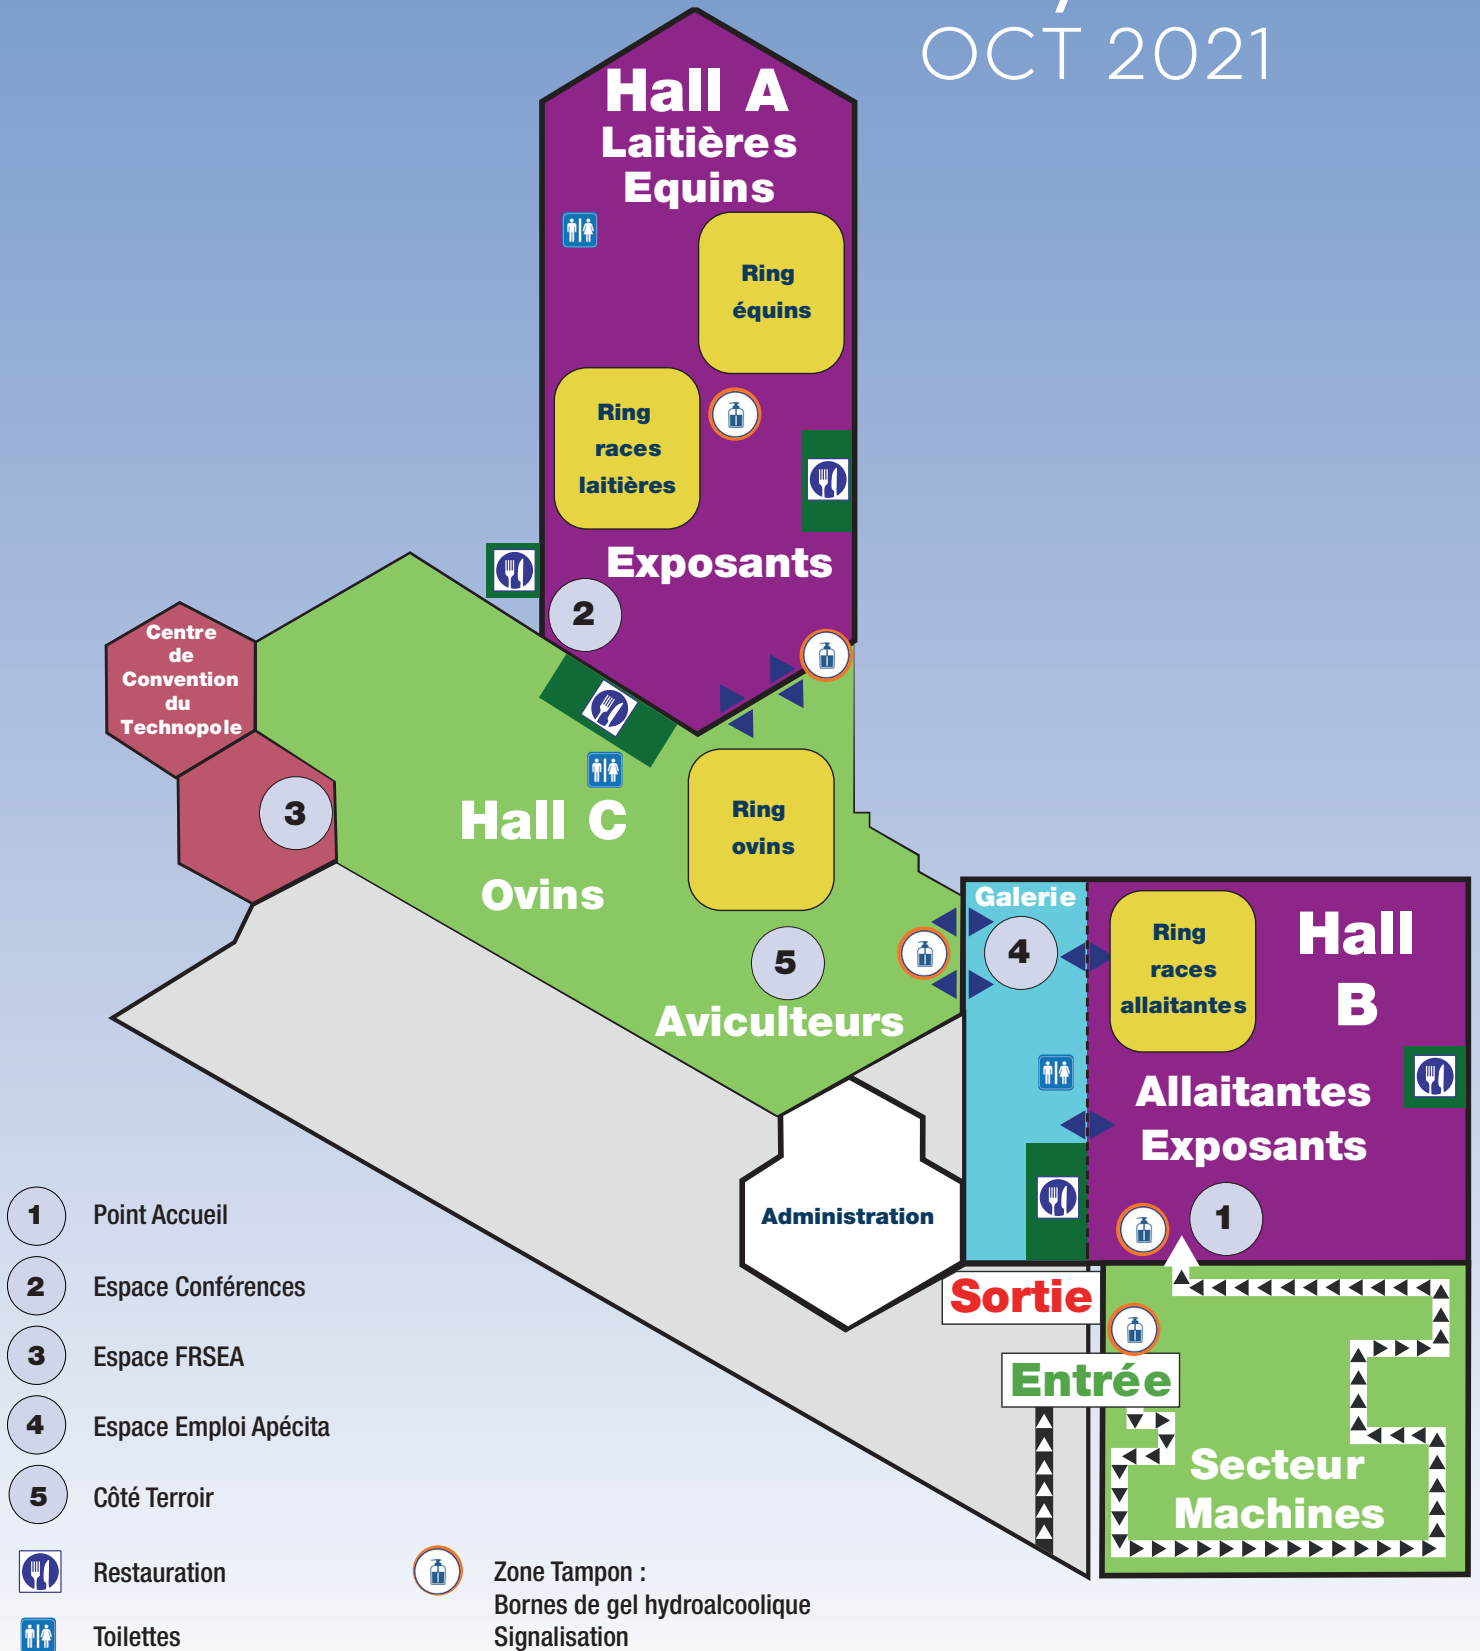 OCT 2021
Hall A
Laitières
Equins
Ring
équins
Ring
races
laitières
Exposants
2
Centre
de
Convention
du
Technopole
3
Hall C
Ovins
Ring
ovins
5
Aviculteurs
Galerie
4
Ring
races
allaitantes
Hall
B
Allaitantes
Exposants
1
Administration
Sortie
Entrée
Secteur
Machines
1 Point Accueil
2 Espace Conférences
3 Espace FRSEA
4 Espace Emploi Apécita
5 Côté Terroir
Restauration
Toilettes
Zone Tampon :
Bornes de gel hydroalcoolique
Signalisation